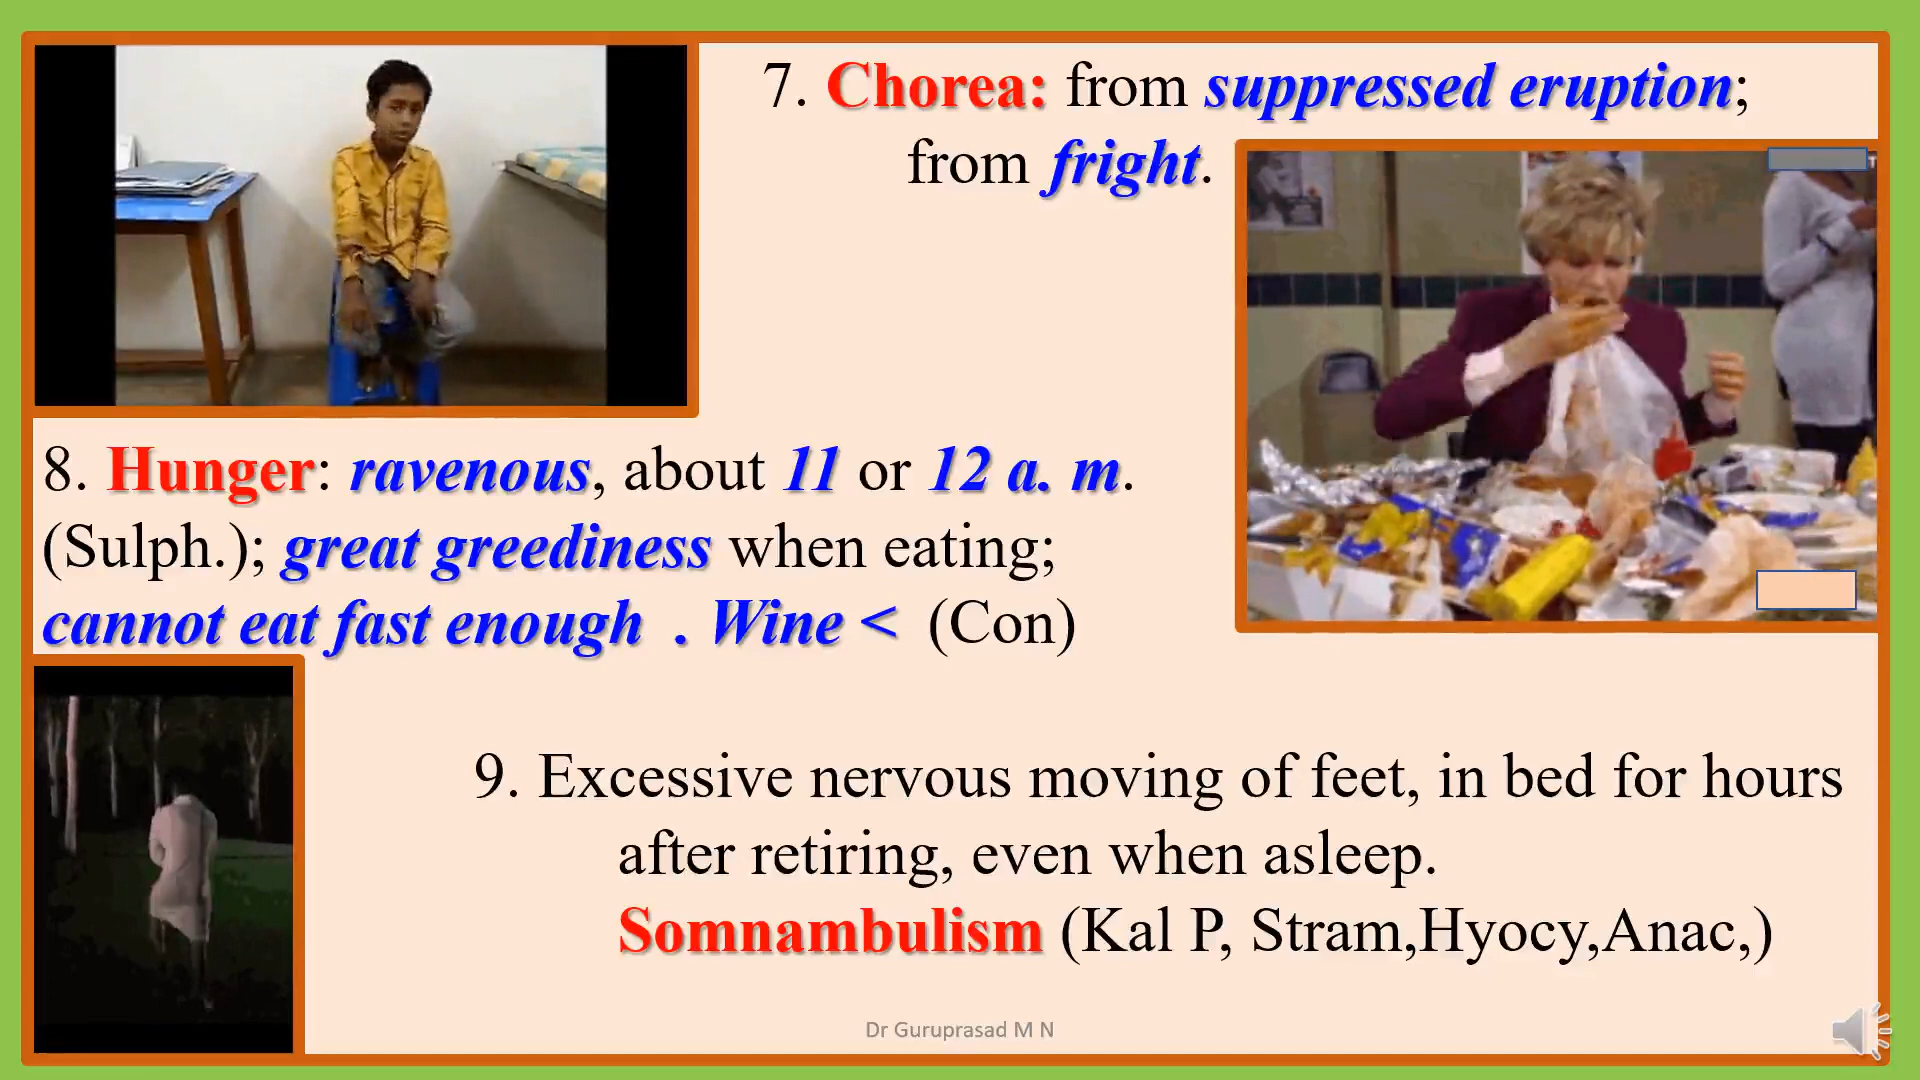 7. Chorea: from suppressed eruption;
from fright.
8. Hunger: ravenous, about 11 or 12 a. m.
(Sulph.); great greediness when eating;
cannot eat fast enough . Wine < (Con)
9. Excessive nervous moving of feet, in bed for hours
after retiring, even when asleep.
Somnambulism (Kal P, Stram,Hyocy,Anac,)
Dr Guruprasad M N